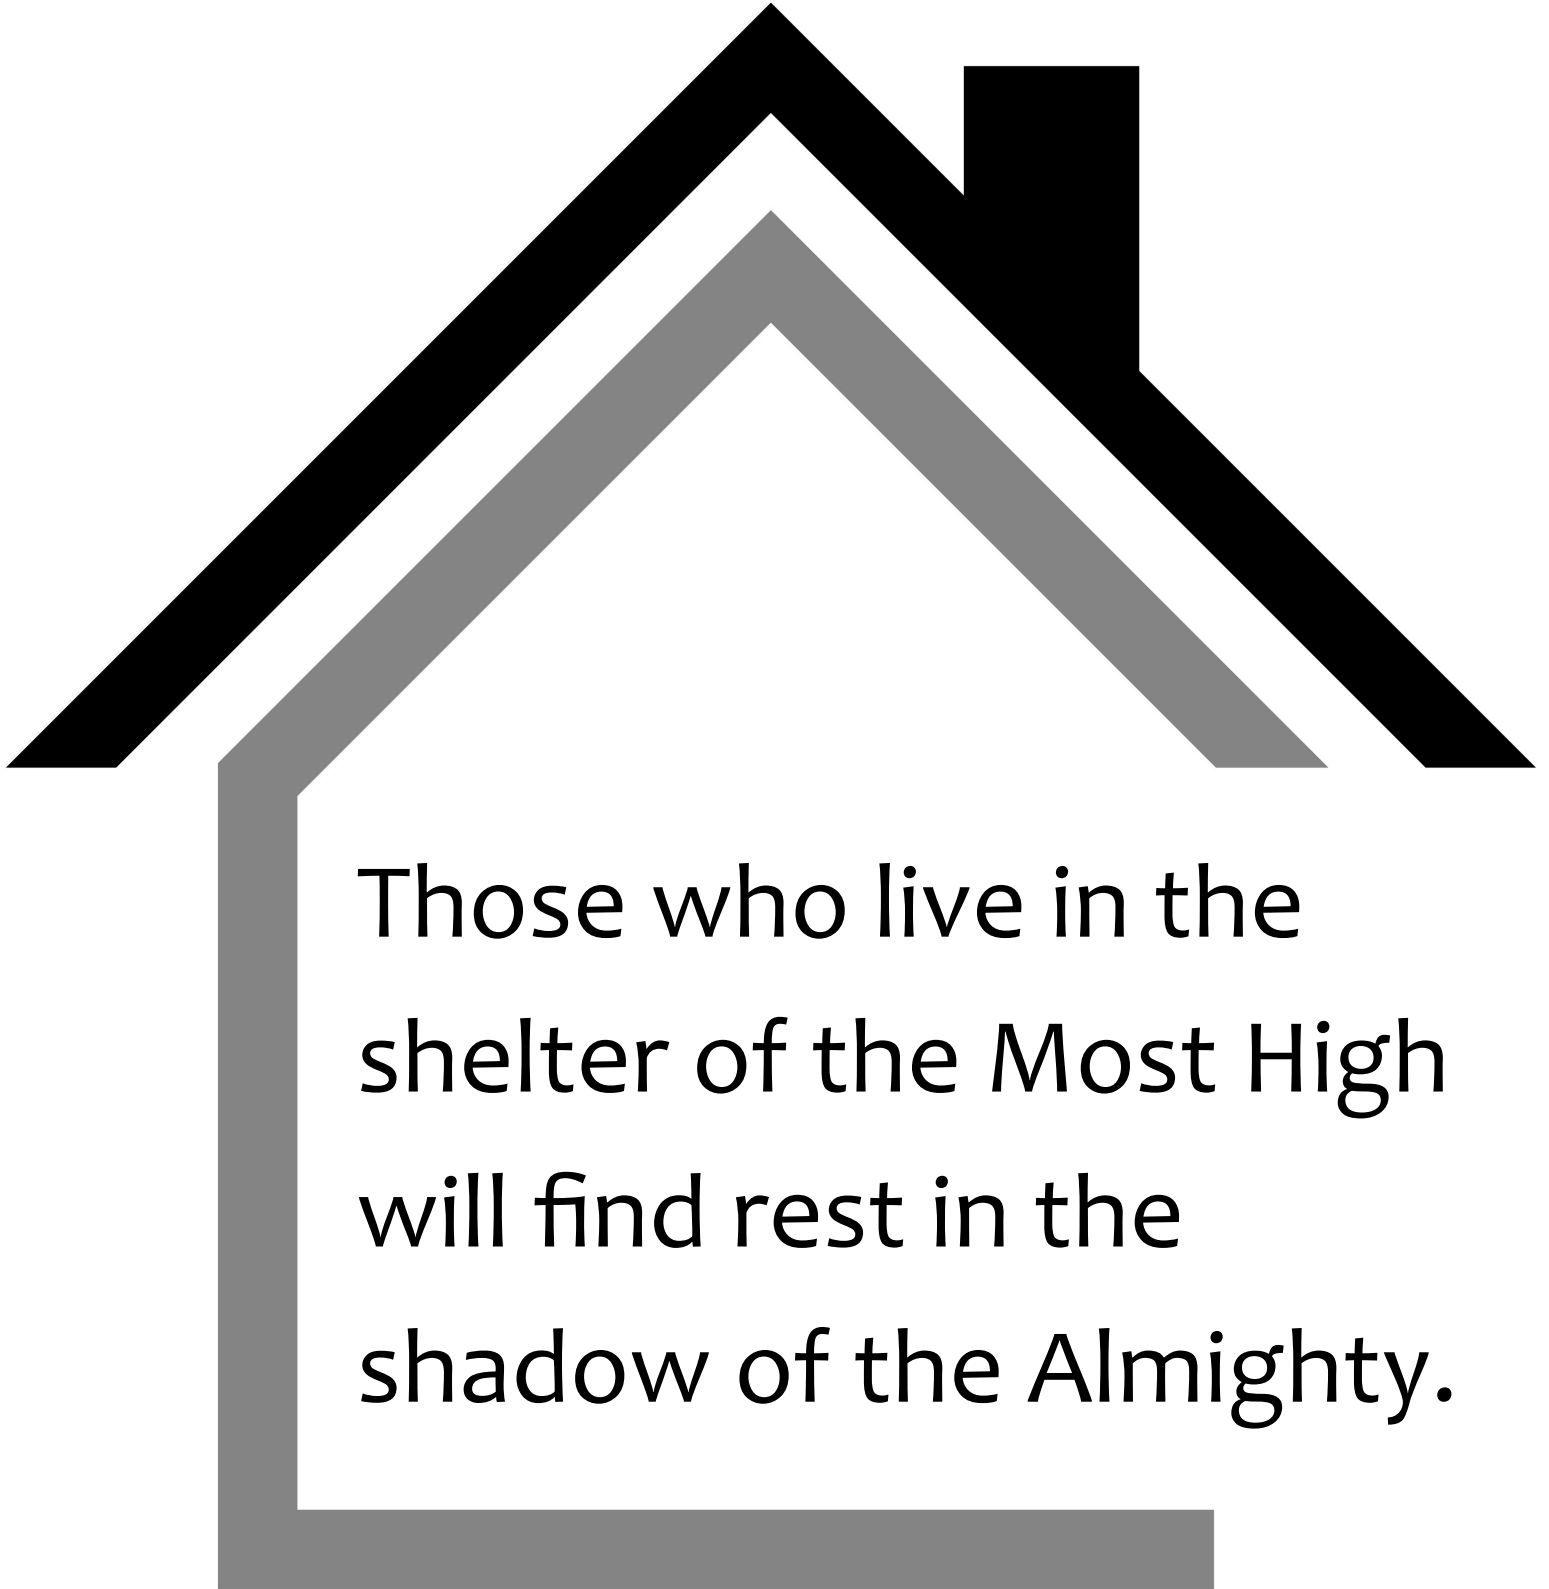 Those who live in the
shelter of the Most High
will find rest in the
shadow of the Almighty.